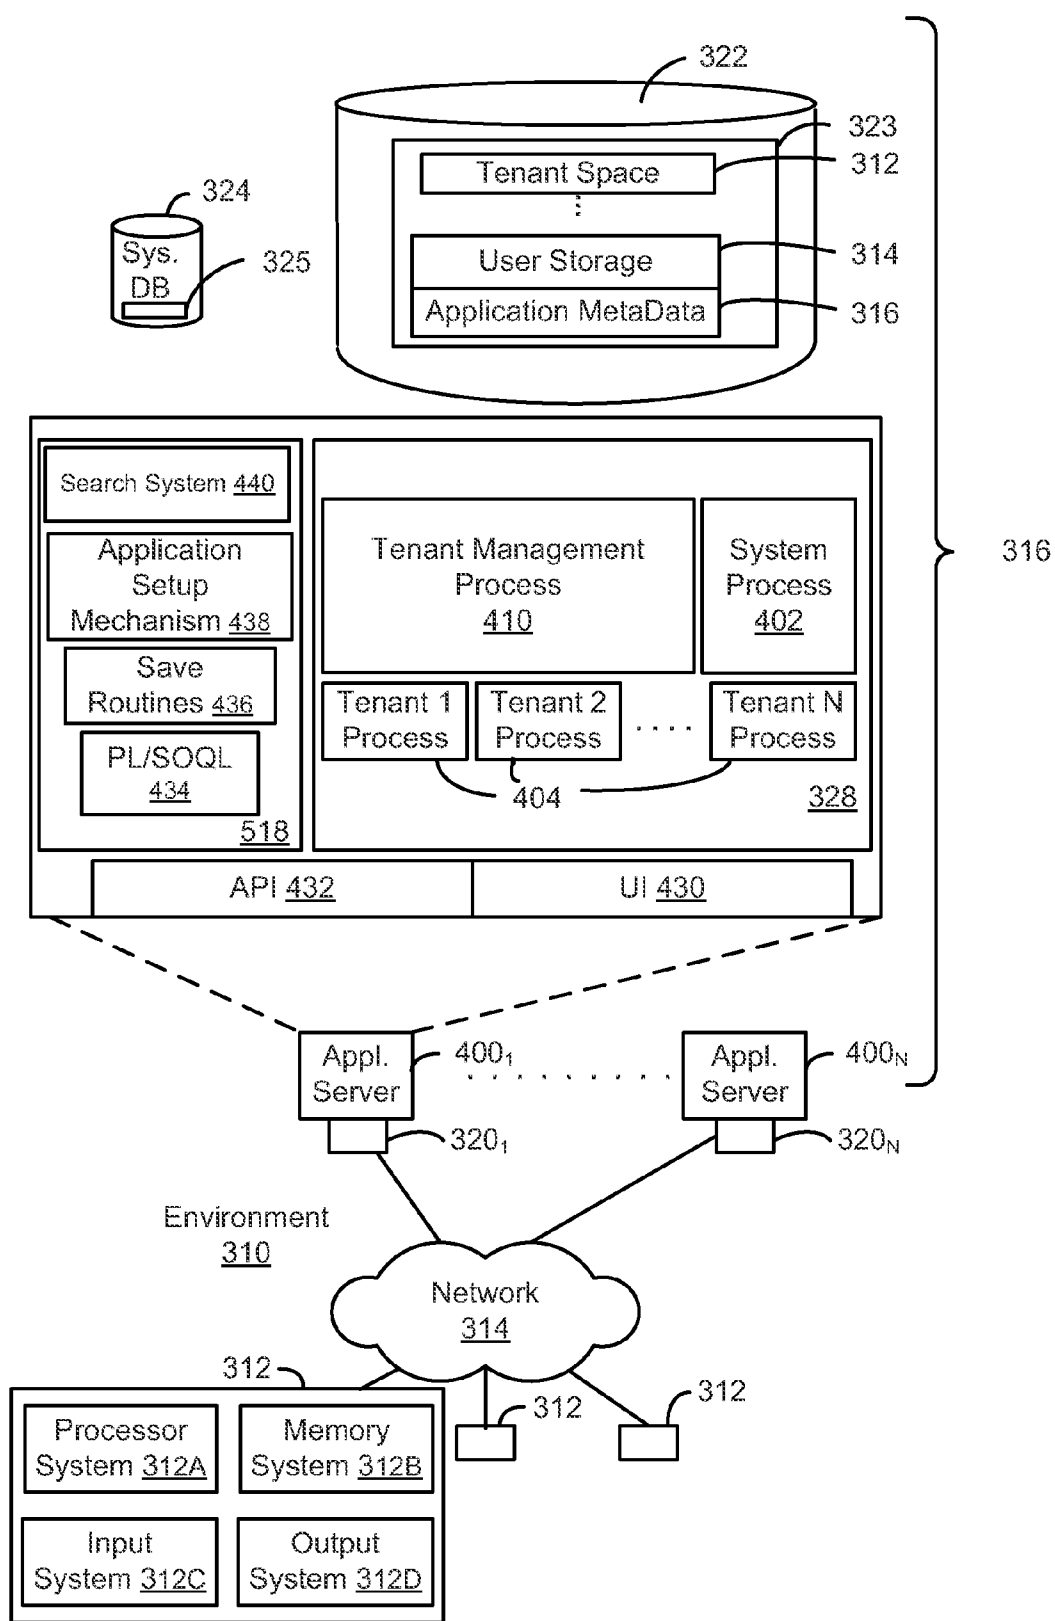 322
323
Tenant Space
312
324
Sys.
DB
325
User Storage
314
Application MetaData
316
316
Search System 440
Application
Setup
Mechanism 438
Save
Routines 436
PL/SOQL
434
518
Tenant Management
Process
410
System
Process
402
Tenant 1
Process
Tenant 2
Process
Tenant N
Process
404
328
API 432
UI 430
Appl.
Server
400₁
Appl.
Server
400ₙ
320₁
320ₙ
Environment
310
Network
314
312
312
312
Processor
System 312A
Memory
System 312B
Input
System 312C
Output
System 312D